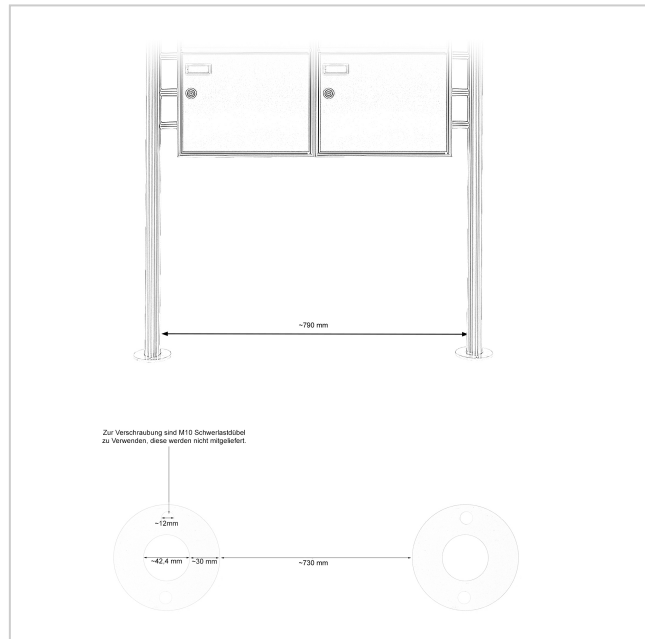 ~790 mm
Zur Verschraubung sind M10 Schwerlastdübel
zu Verwenden, diese werden nicht mitgeliefert.
~12mm
~42,4 mm
~30 mm
~730 mm